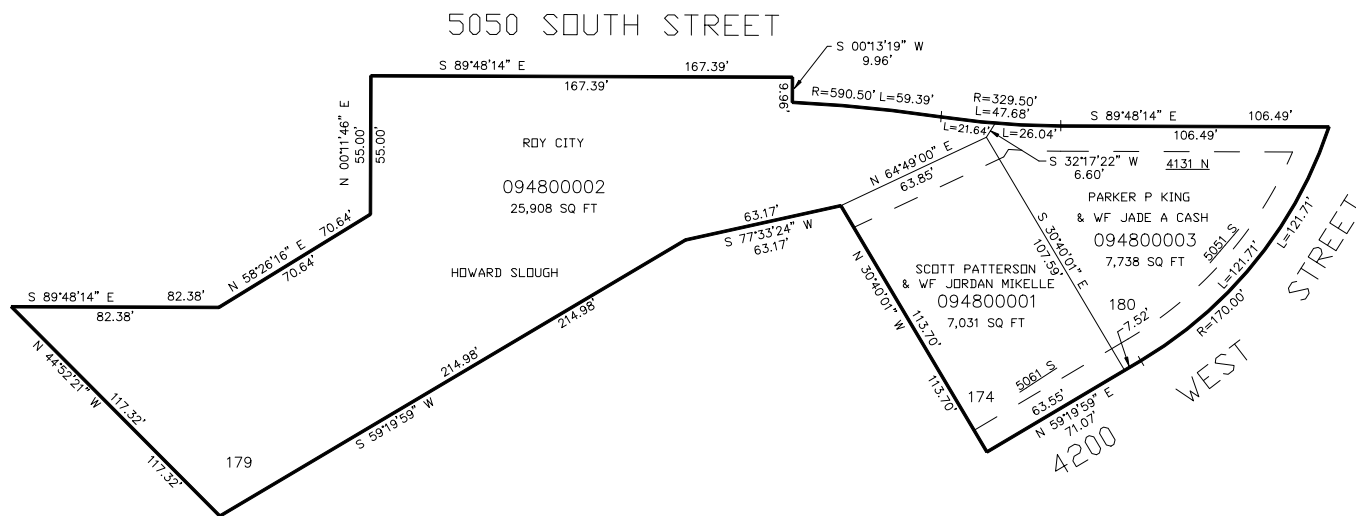 5050 SOUTH STREET
S 00°13'19" W
9.96'
S 89°48'14" E 167.39'
167.39'
9.96'
R=590.50' L=59.39'
R=329.50'
L=47.68'
L=21.64'
L=26.04'
S 89°48'14" E 106.49'
106.49'
N 00°11'46" E
55.00'
55.00'
ROY CITY
094800002
25,908 SQ FT
HOWARD SLOUGH
N 64°49'00" E
63.85'
S 32°17'22" W
6.60'
4131 N
PARKER P KING
& WF JADE A CASH
094800003
7,738 SQ FT
5051 S
L=121.71'
L=121.71'
R=170.00'
STREET
63.17'
S 77°33'24" W
63.17'
N 58°26'16" E 70.64'
70.64'
S 89°48'14" E 82.38'
82.38'
N 44°52'21" W
117.32'
117.32'
214.98'
214.98'
S 59°19'59" W
179
N 30°40'01" W
113.70'
113.70'
SCOTT PATTERSON
& WF JORDAN MIKELLE
094800001
7,031 SQ FT
S 30°40'01" E
107.59'
180
7.52'
5061 S
174
63.55'
N 59°19'59" E
71.07'
4200
WEST